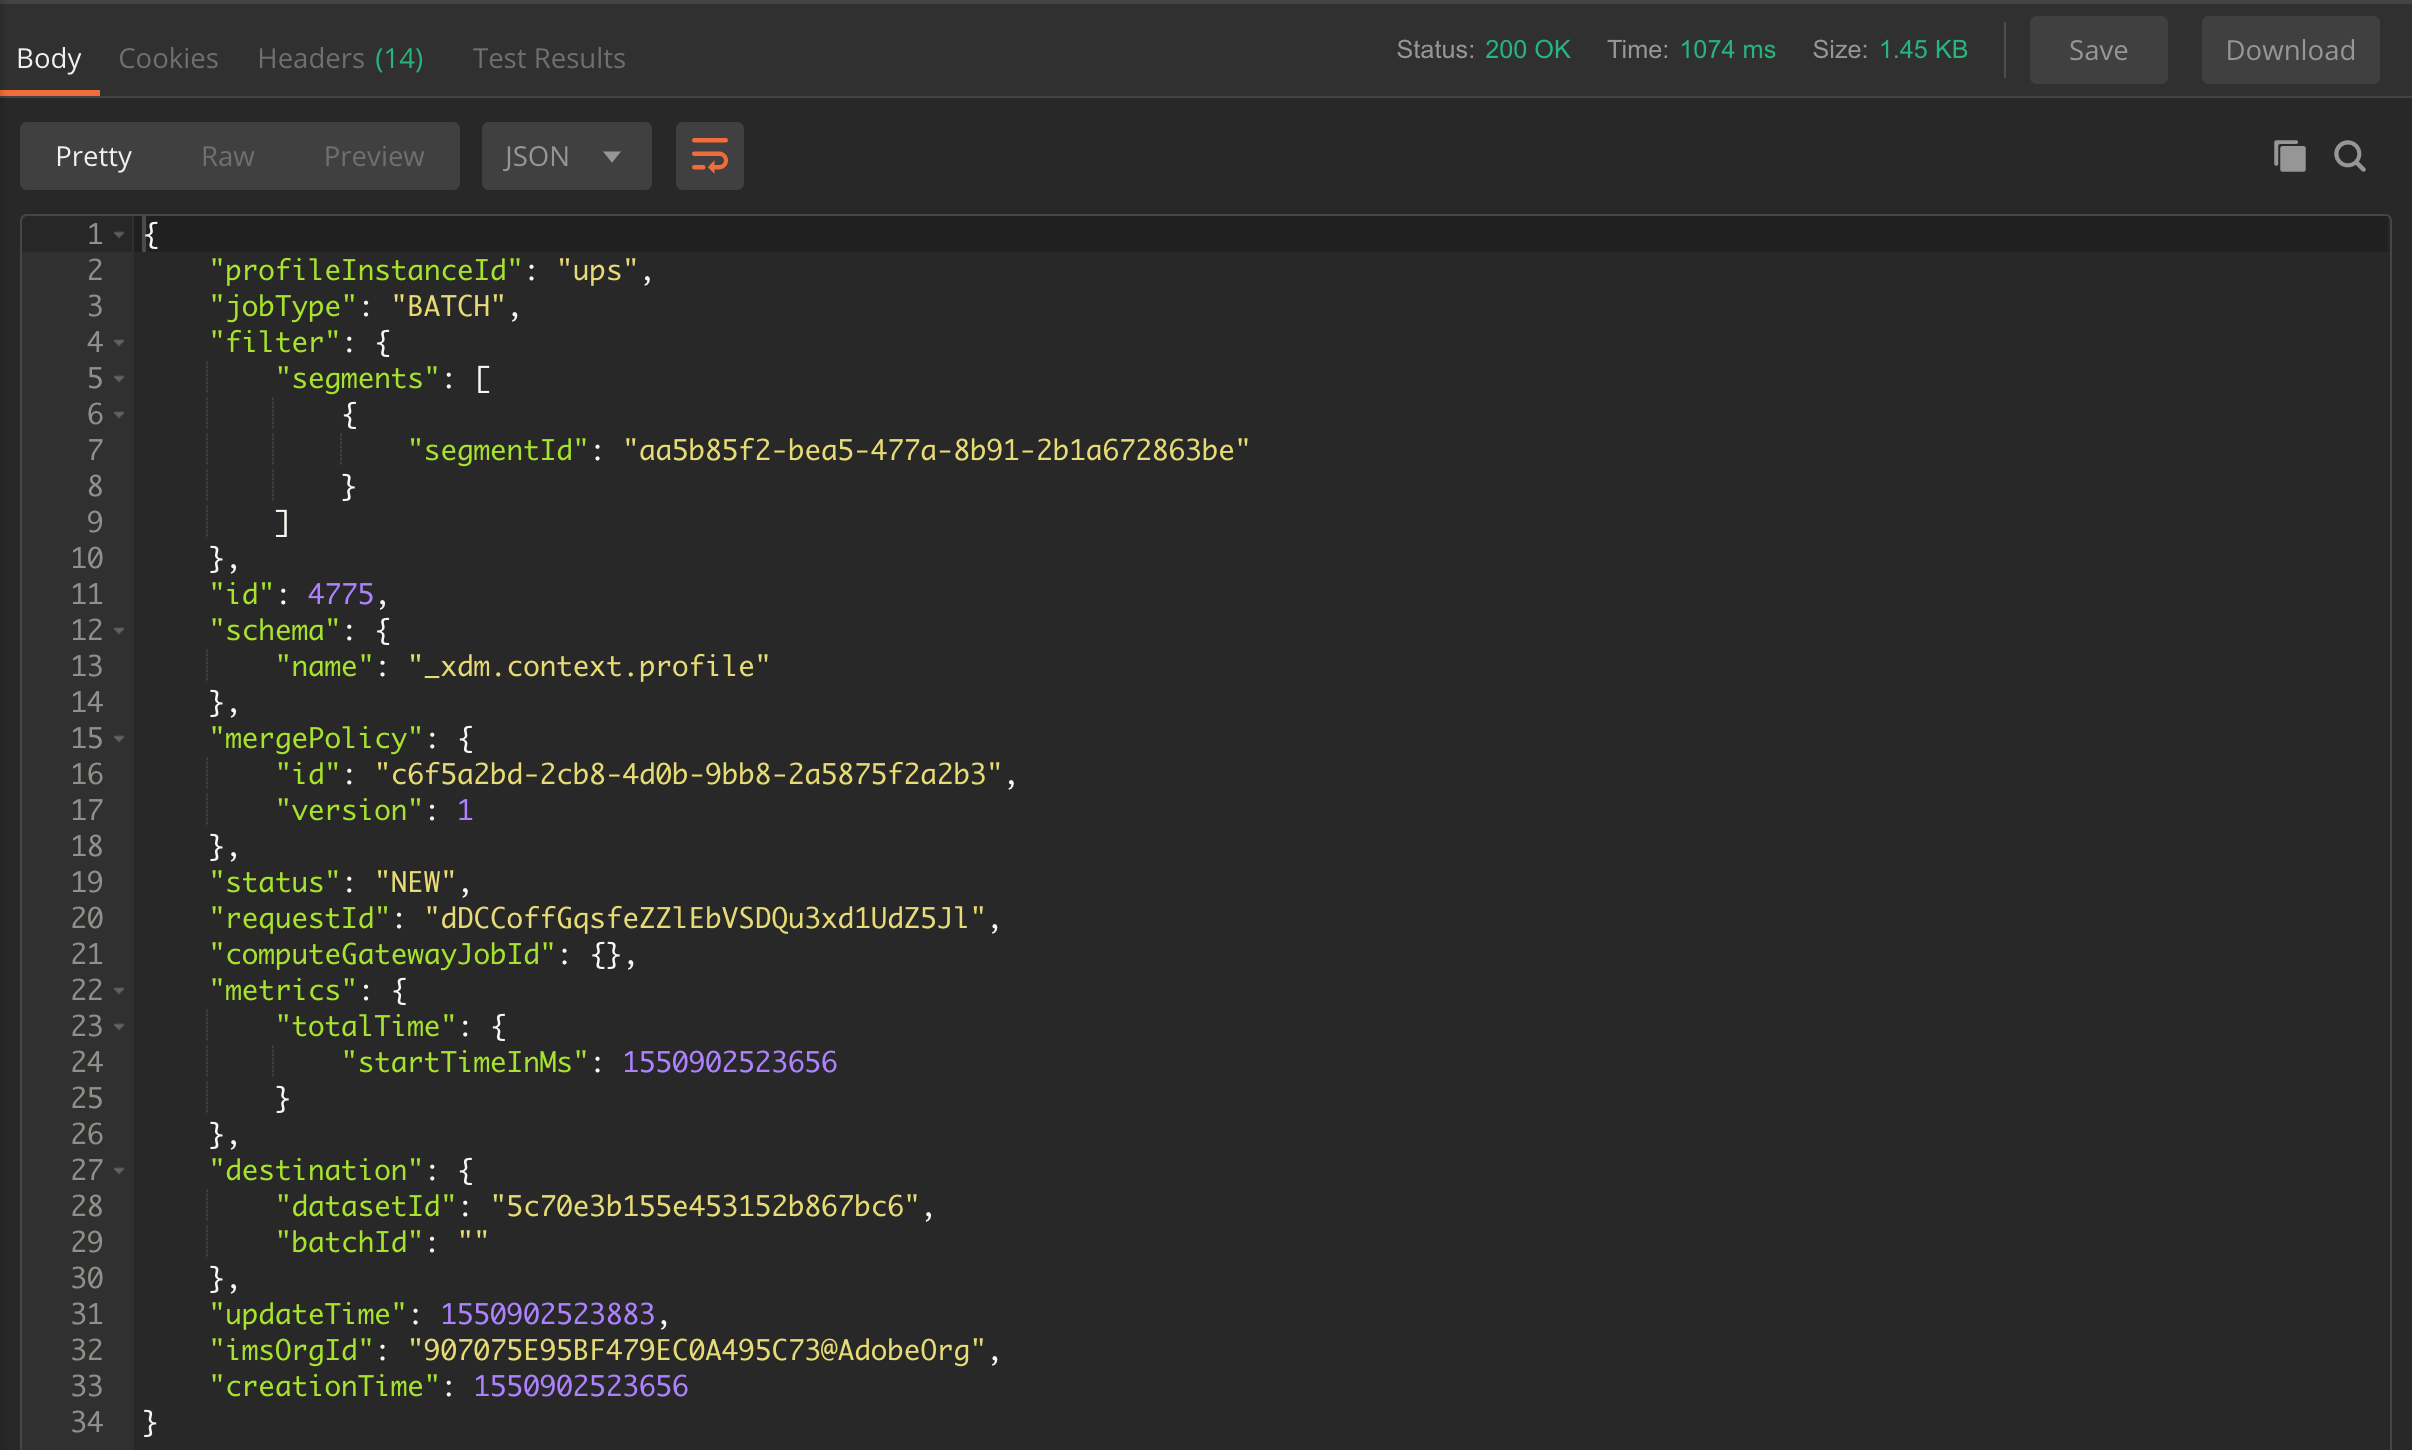 Body Cookies Headers (14) Test Results Status: 200 OK Time: 1074 ms Size: 1.45 KB Save Download
Pretty Raw Preview JSON
1 {
2 "profileInstanceId": "ups",
3 "jobType": "BATCH",
4 "filter": {
5 "segments": [
6 {
7 "segmentId": "aa5b85f2-bea5-477a-8b91-2b1a672863be"
8 }
9 ]
10 },
11 "id": 4775,
12 "schema": {
13 "name": "_xdm.context.profile"
14 },
15 "mergePolicy": {
16 "id": "c6f5a2bd-2cb8-4d0b-9bb8-2a5875f2a2b3",
17 "version": 1
18 },
19 "status": "NEW",
20 "requestId": "dDCCoffGqsfeZZlEbVSDQu3xd1UdZ5Jl",
21 "computeGatewayJobId": {},
22 "metrics": {
23 "totalTime": {
24 "startTimeInMs": 1550902523656
25 }
26 },
27 "destination": {
28 "datasetId": "5c70e3b155e453152b867bc6",
29 "batchId": ""
30 },
31 "updateTime": 1550902523883,
32 "imsOrgId": "907075E95BF479EC0A495C73@AdobeOrg",
33 "creationTime": 1550902523656
34 }